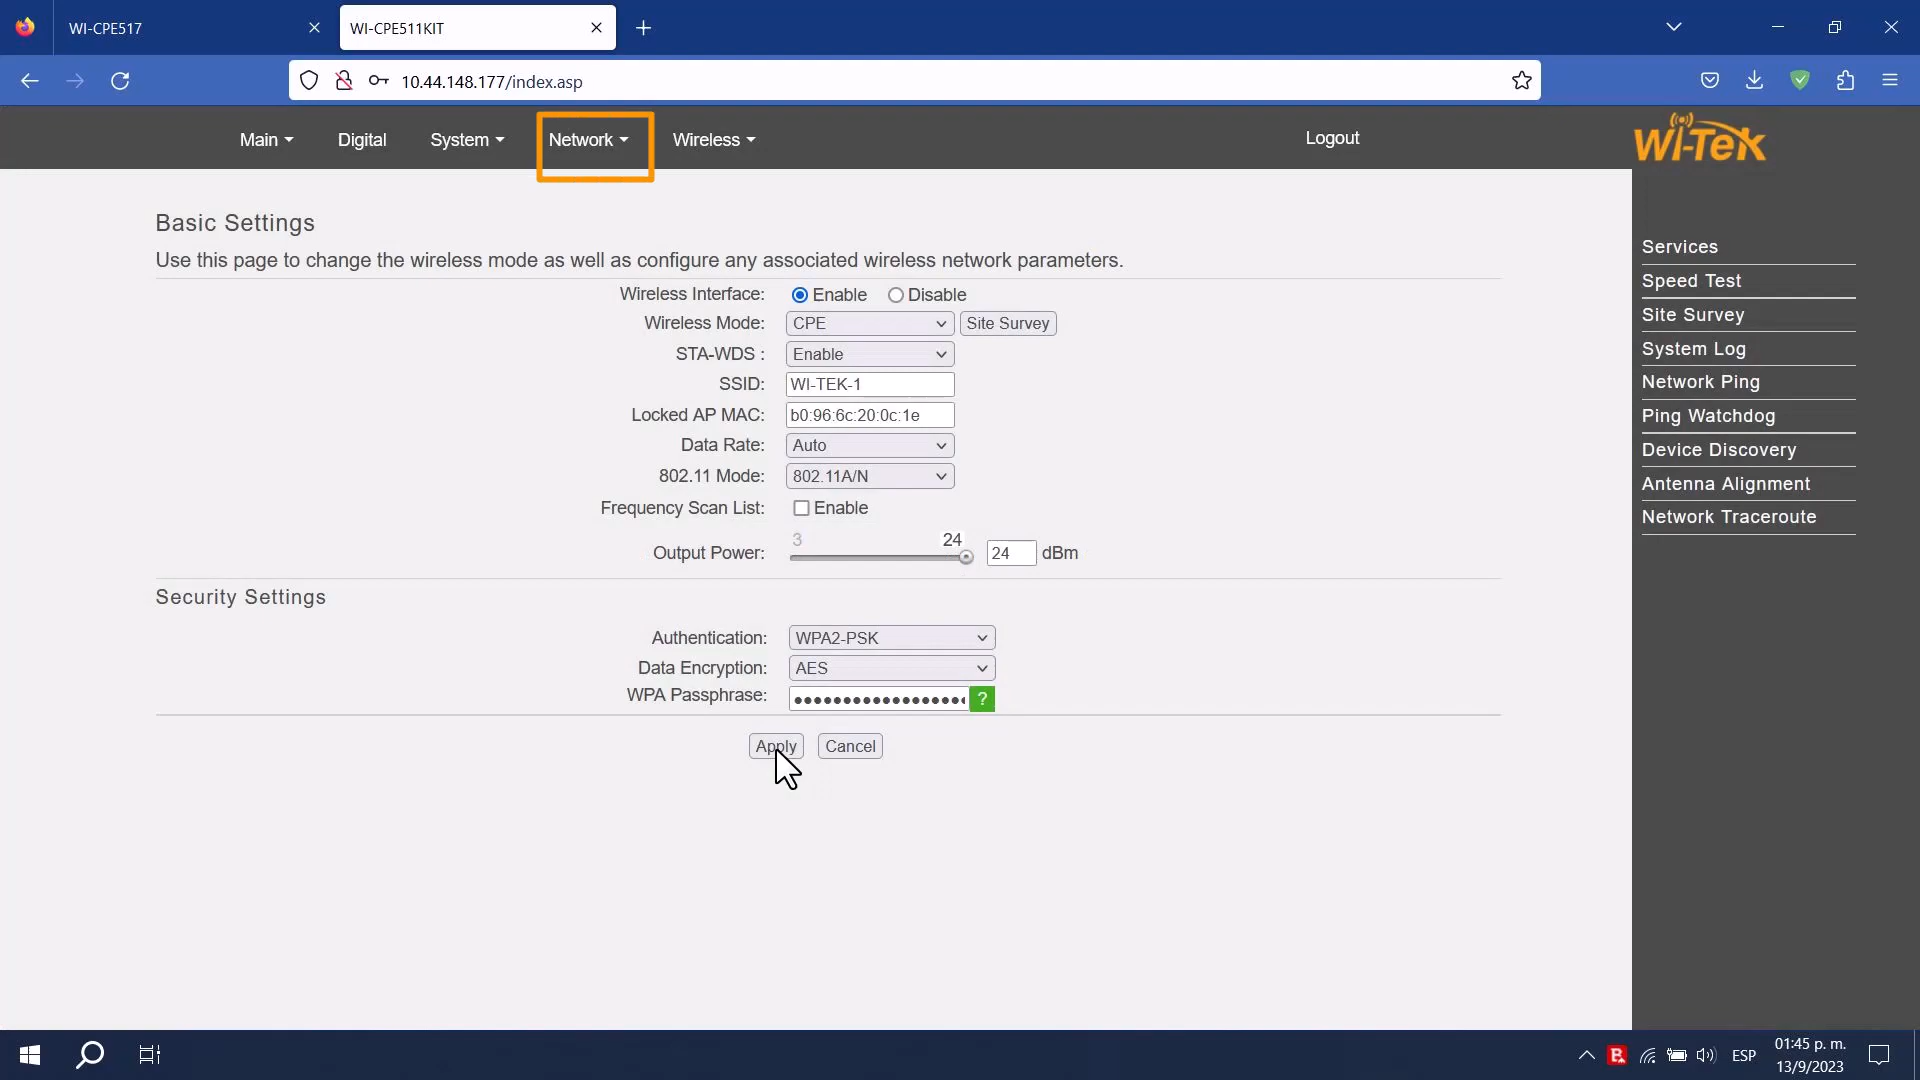 WI-CPE517
WI-CPE511KIT
10.44.148.177/index.asp
Main
Digital
System
Network
Wireless
Logout
Wi-Tek
Basic Settings
Use this page to change the wireless mode as well as configure any associated wireless network parameters.
Wireless Interface: Enable Disable
Wireless Mode: CPE Site Survey
STA-WDS : Enable
SSID: WI-TEK-1
Locked AP MAC: b0:96:6c:20:0c:1e
Data Rate: Auto
802.11 Mode: 802.11A/N
Frequency Scan List: Enable
3 24
Output Power: 24 dBm
Security Settings
Authentication: WPA2-PSK
Data Encryption: AES
WPA Passphrase: •••••••••••••••••• ?
Apply Cancel
Services
Speed Test
Site Survey
System Log
Network Ping
Ping Watchdog
Device Discovery
Antenna Alignment
Network Traceroute
ESP
01:45 p. m.
13/9/2023